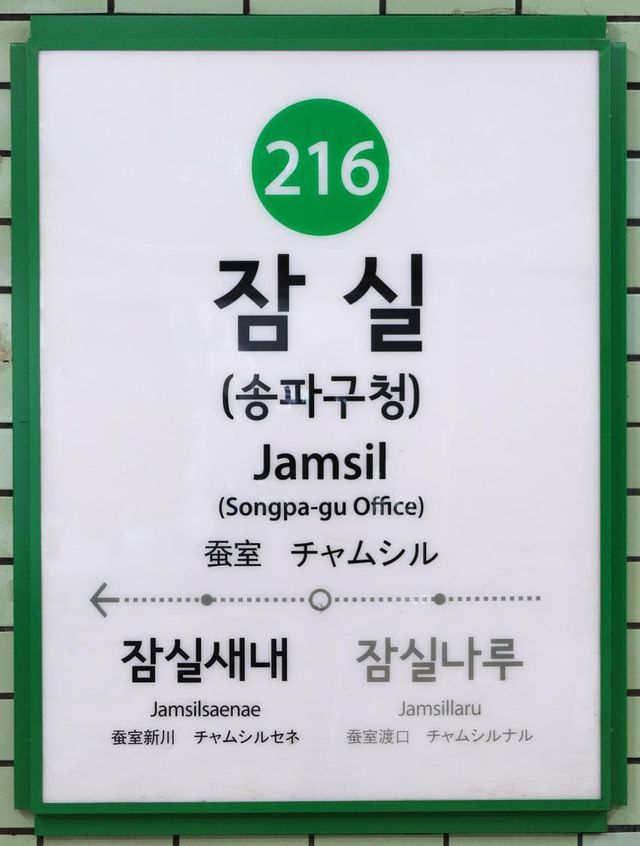 216
잠 실
(송파구청)
Jamsil
(Songpa-gu Office)
蚕室 チャムシル
잠실새내 잠실나루
Jamsilsaenae Jamsillaru
蚕室新川 チャムシルセネ 蚕室渡口 チャムシルナル